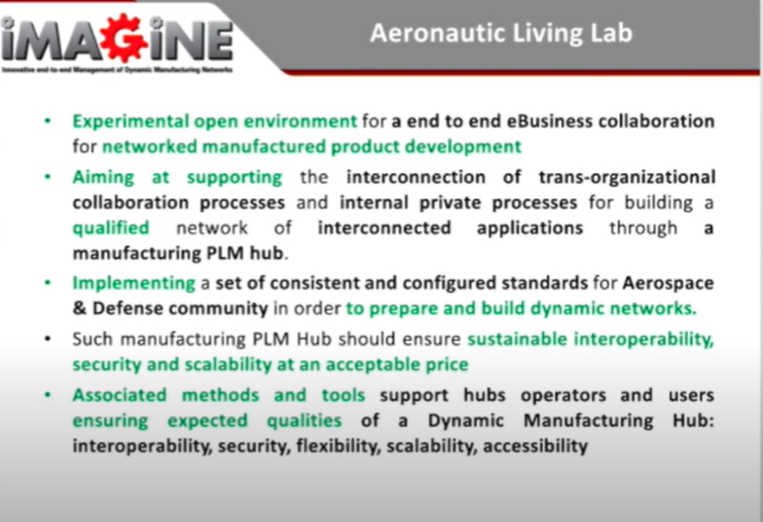 iMAGiNE
Innovative end-to-end Management of Dynamic Manufacturing Networks
Aeronautic Living Lab
• Experimental open environment for a end to end eBusiness collaboration
for networked manufactured product development
• Aiming at supporting the interconnection of trans-organizational
collaboration processes and internal private processes for building a
qualified network of interconnected applications through a
manufacturing PLM hub.
• Implementing a set of consistent and configured standards for Aerospace
& Defense community in order to prepare and build dynamic networks.
• Such manufacturing PLM Hub should ensure sustainable interoperability,
security and scalability at an acceptable price
• Associated methods and tools support hubs operators and users
ensuring expected qualities of a Dynamic Manufacturing Hub:
interoperability, security, flexibility, scalability, accessibility